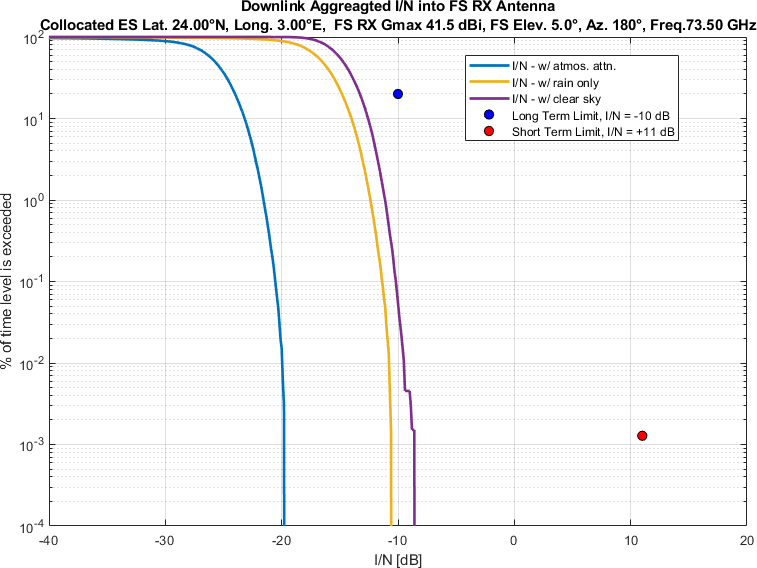 Downlink Aggreagted I/N into FS RX Antenna
Collocated ES Lat. 24.00°N, Long. 3.00°E, FS RX Gmax 41.5 dBi, FS Elev. 5.0°, Az. 180°, Freq.73.50 GHz
I/N - w/ atmos. attn.
I/N - w/ rain only
I/N - w/ clear sky
Long Term Limit, I/N = -10 dB
Short Term Limit, I/N = +11 dB
% of time level is exceeded
10^2
10^1
10^0
10^-1
10^-2
10^-3
10^-4
-40 -30 -20 -10 0 10 20
I/N [dB]